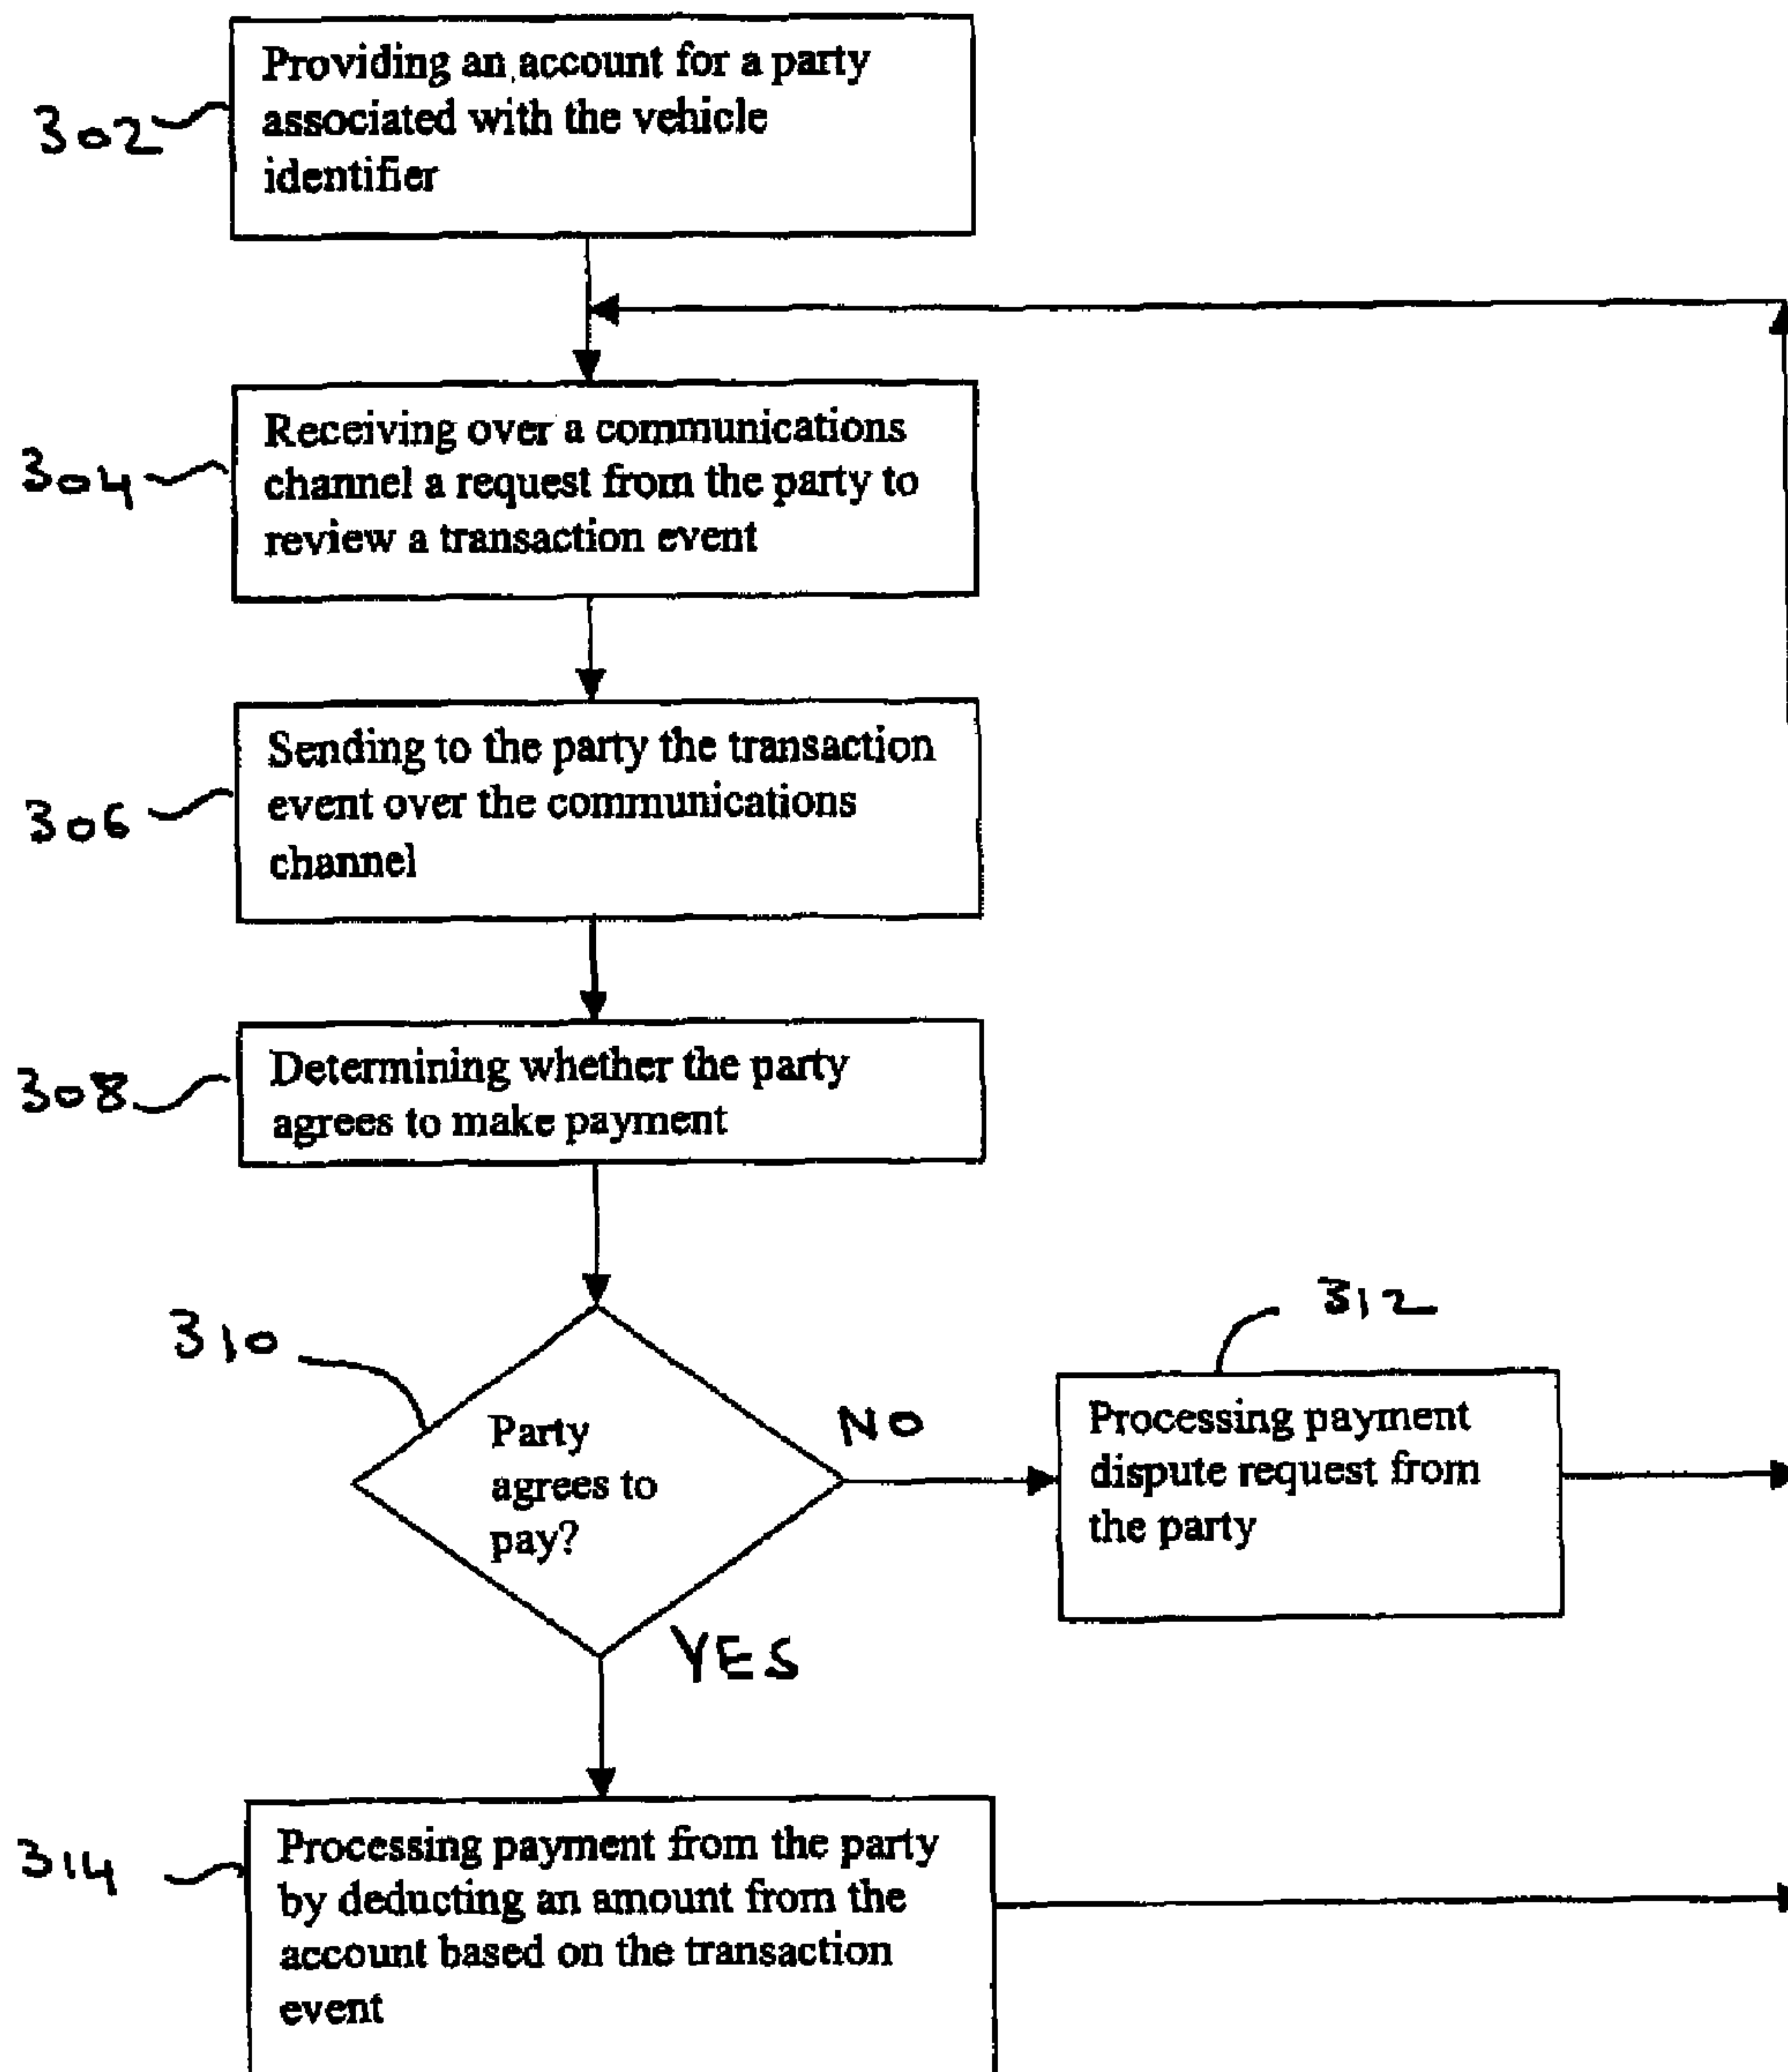 Providing an account for a party
associated with the vehicle
identifier
302
Receiving over a communications
channel a request from the party to
review a transaction event
304
Sending to the party the transaction
event over the communications
channel
306
Determining whether the party
agrees to make payment
308
310
Party
agrees to
pay?
NO
312
Processing payment
dispute request from
the party
YES
314
Processing payment from the party
by deducting an amount from the
account based on the transaction
event